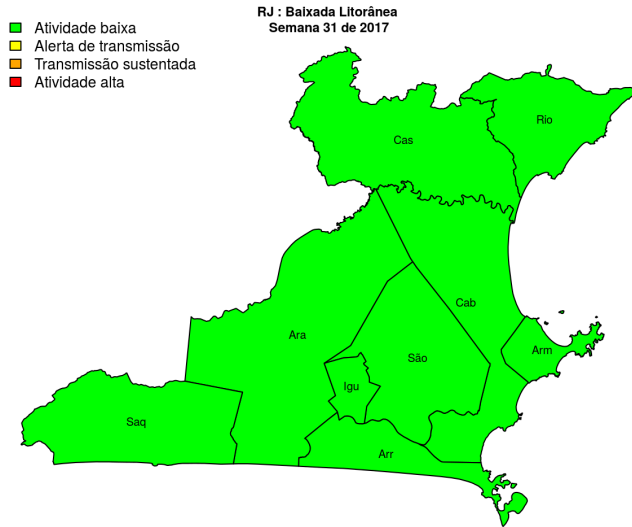 RJ : Baixada Litorânea
Semana 31 de 2017
Atividade baixa
Alerta de transmissão
Transmissão sustentada
Atividade alta
Rio
Cas
Cab
Ara
Arm
São
Igu
Saq
Arr